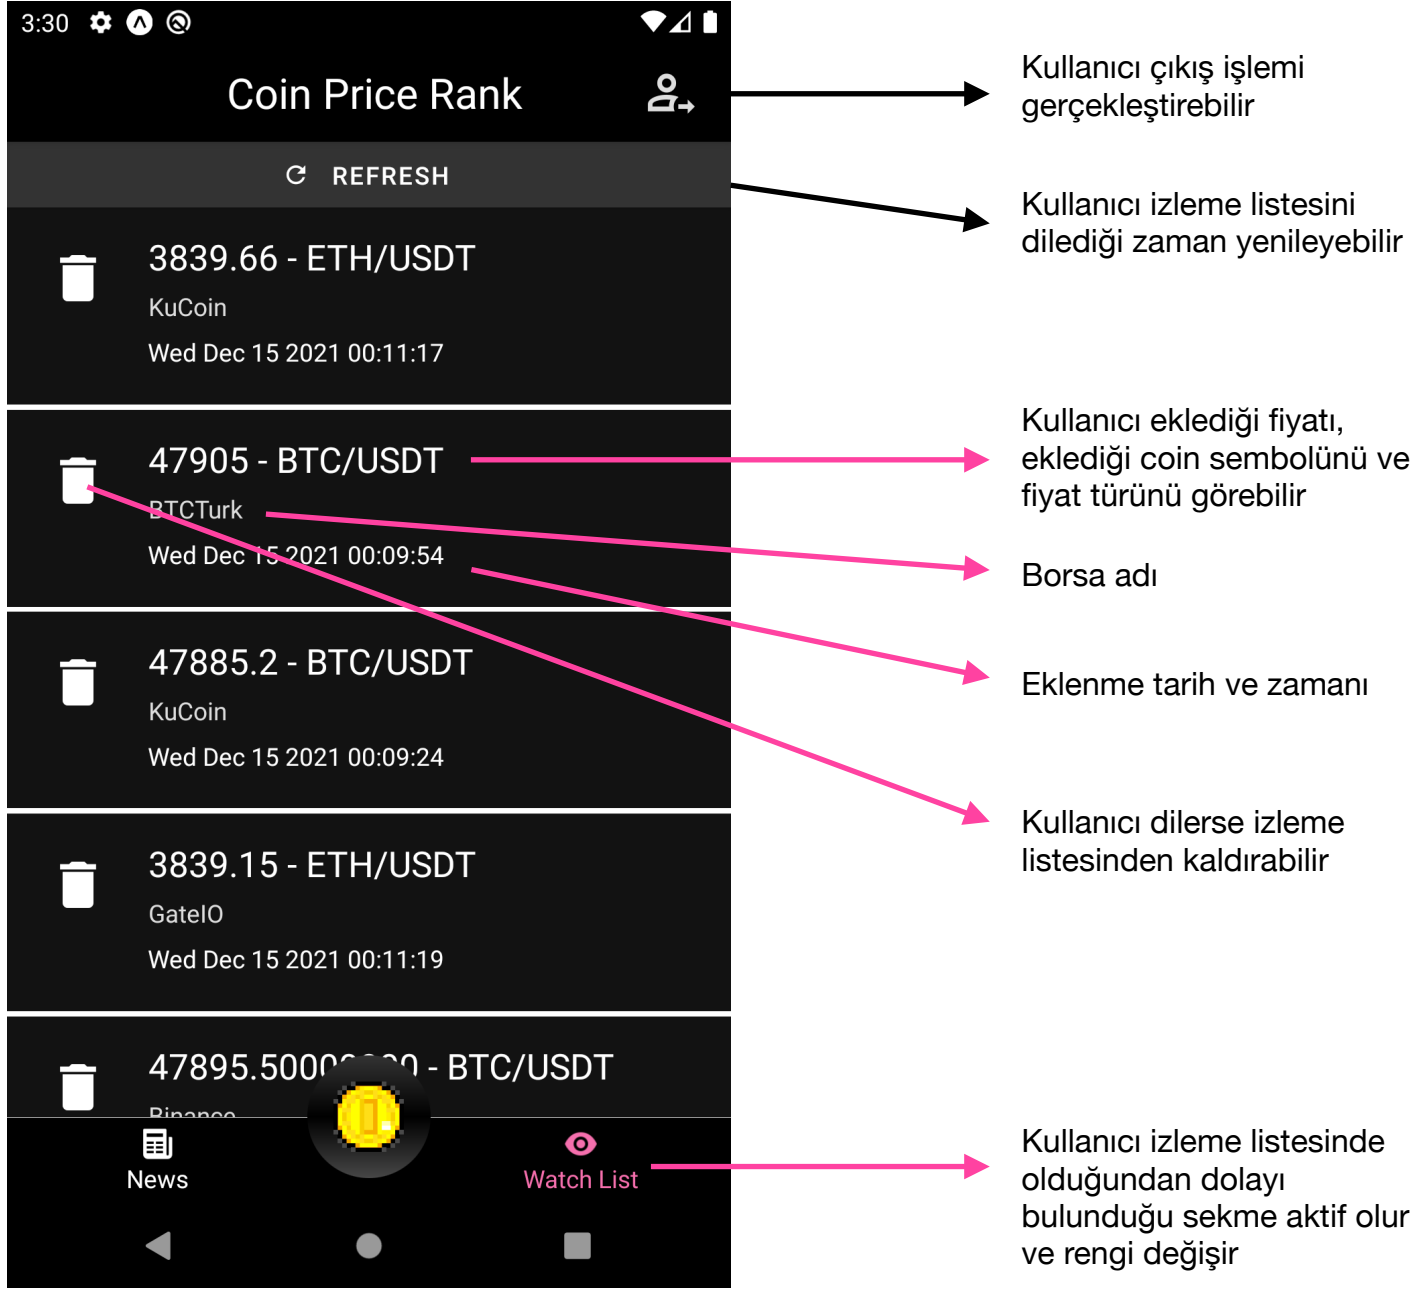 3:30
Coin Price Rank
REFRESH
3839.66 - ETH/USDT
KuCoin
Wed Dec 15 2021 00:11:17
47905 - BTC/USDT
BTCTurk
Wed Dec 15 2021 00:09:54
47885.2 - BTC/USDT
KuCoin
Wed Dec 15 2021 00:09:24
3839.15 - ETH/USDT
GateIO
Wed Dec 15 2021 00:11:19
47895.50000000 - BTC/USDT
Binance
News
Watch List
Kullanıcı çıkış işlemi
gerçekleştirebilir
Kullanıcı izleme listesini
dilediği zaman yenileyebilir
Kullanıcı eklediği fiyatı,
eklediği coin sembolünü ve
fiyat türünü görebilir
Borsa adı
Eklenme tarih ve zamanı
Kullanıcı dilerse izleme
listesinden kaldırabilir
Kullanıcı izleme listesinde
olduğundan dolayı
bulunduğu sekme aktif olur
ve rengi değişir